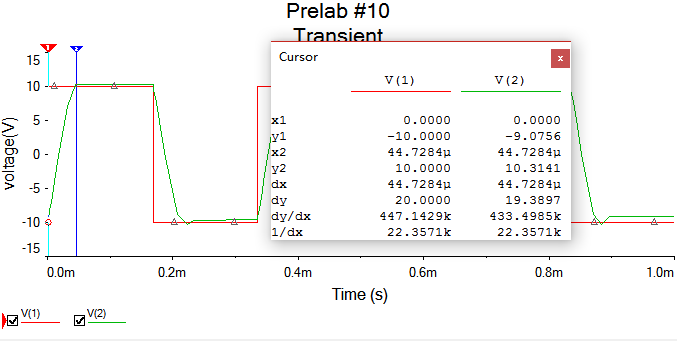 Prelab #10
Transient
Cursor
x
V(1) V(2)
x1 0.0000 0.0000
y1 -10.0000 -9.0756
x2 44.7284µ 44.7284µ
y2 10.0000 10.3141
dx 44.7284µ 44.7284µ
dy 20.0000 19.3897
dy/dx 447.1429k 433.4985k
1/dx 22.3571k 22.3571k
1 2
voltage(V)
15
10
5
0
-5
-10
-15
0.0m 0.2m 0.4m 0.6m 0.8m 1.0m
Time (s)
V(1) V(2)